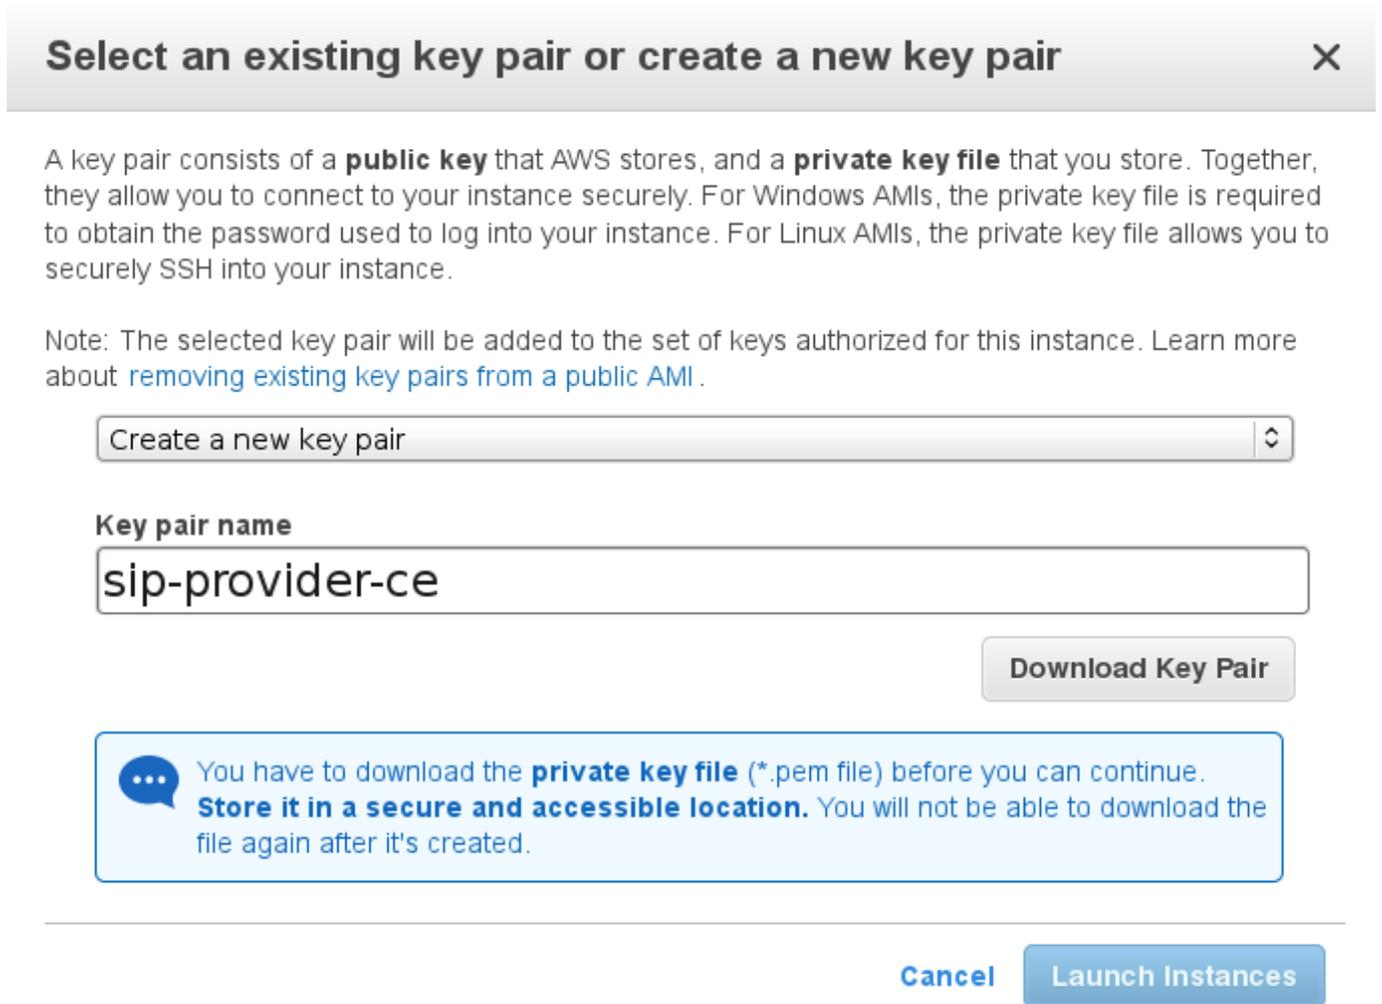 Select an existing key pair or create a new key pair
A key pair consists of a public key that AWS stores, and a private key file that you store. Together,
they allow you to connect to your instance securely. For Windows AMIs, the private key file is required
to obtain the password used to log into your instance. For Linux AMIs, the private key file allows you to
securely SSH into your instance.
Note: The selected key pair will be added to the set of keys authorized for this instance. Learn more
about removing existing key pairs from a public AMI .
Create a new key pair
Key pair name
sip-provider-ce
Download Key Pair
You have to download the private key file (*.pem file) before you can continue.
Store it in a secure and accessible location. You will not be able to download the
file again after it's created.
Cancel Launch Instances